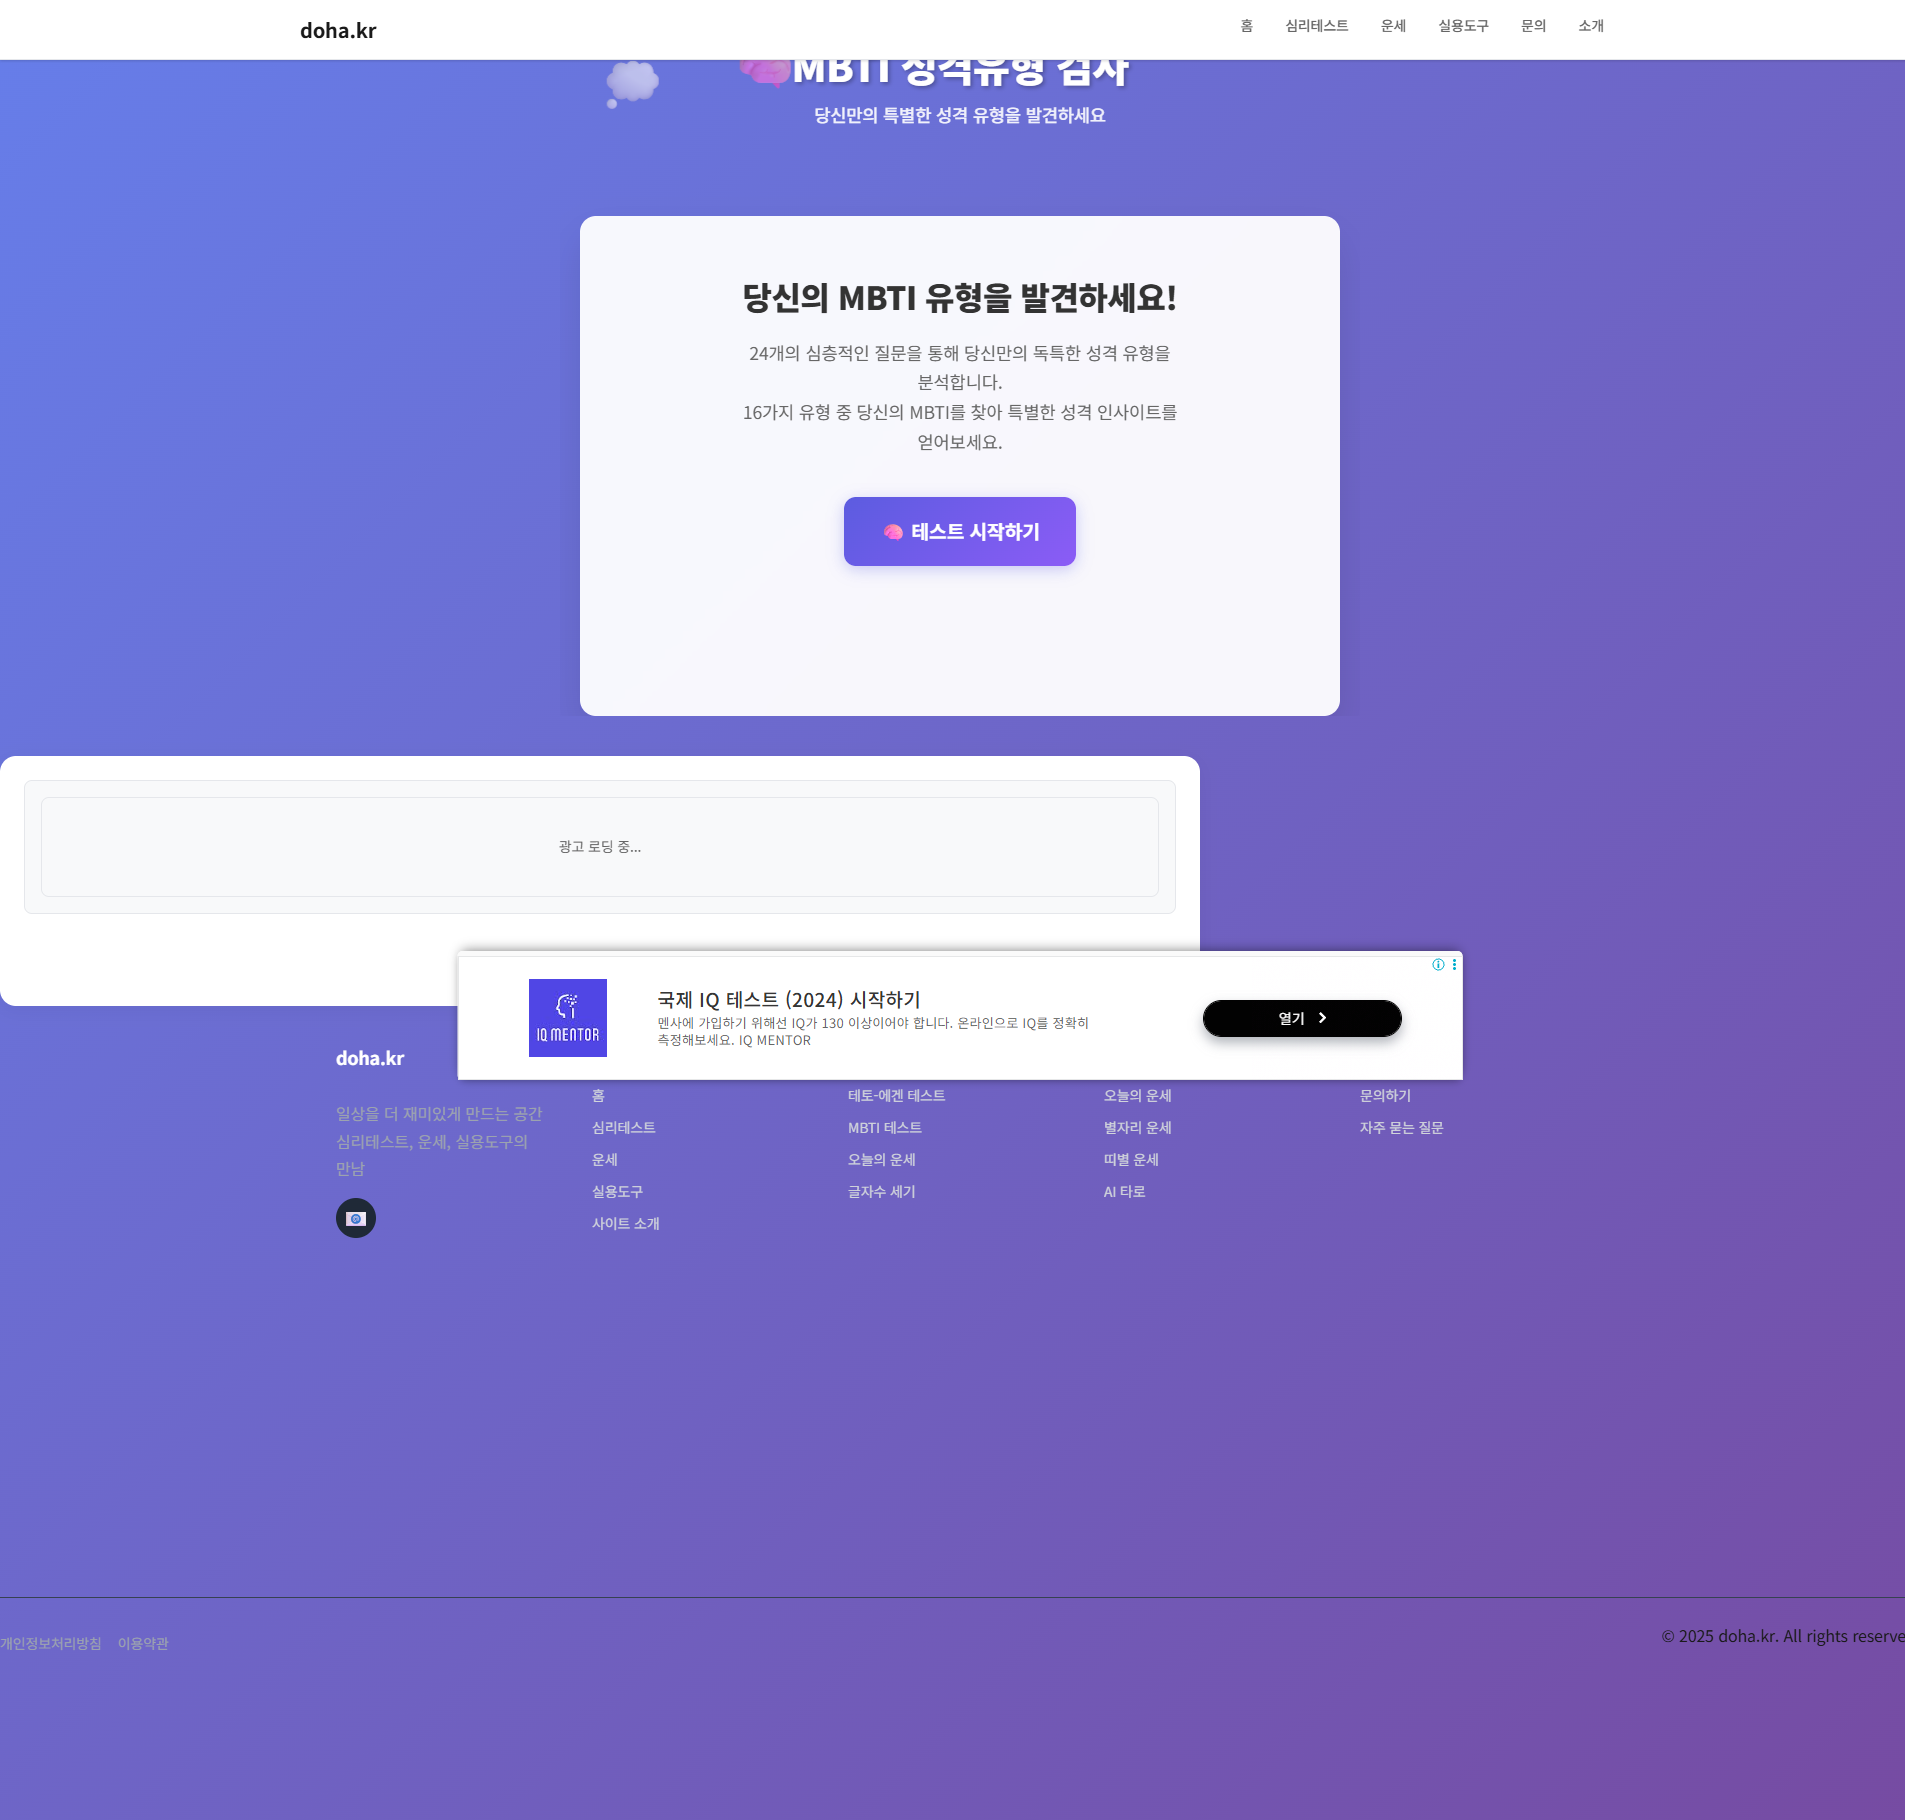 doha.kr
홈 심리테스트 운세 실용도구 문의 소개
MBTI 성격유형 검사
당신만의 특별한 성격 유형을 발견하세요
당신의 MBTI 유형을 발견하세요!
24개의 심층적인 질문을 통해 당신만의 독특한 성격 유형을
분석합니다.
16가지 유형 중 당신의 MBTI를 찾아 특별한 성격 인사이트를
얻어보세요.
테스트 시작하기
광고 로딩 중...
국제 IQ 테스트 (2024) 시작하기
멘사에 가입하기 위해선 IQ가 130 이상이어야 합니다. 온라인으로 IQ를 정확히
측정해보세요. IQ MENTOR
IQ MENTOR
열기
doha.kr
일상을 더 재미있게 만드는 공간
심리테스트, 운세, 실용도구의
만남
홈
심리테스트
운세
실용도구
사이트 소개
테토-에겐 테스트
MBTI 테스트
오늘의 운세
글자수 세기
오늘의 운세
별자리 운세
띠별 운세
AI 타로
문의하기
자주 묻는 질문
개인정보처리방침 이용약관
© 2025 doha.kr. All rights reserve